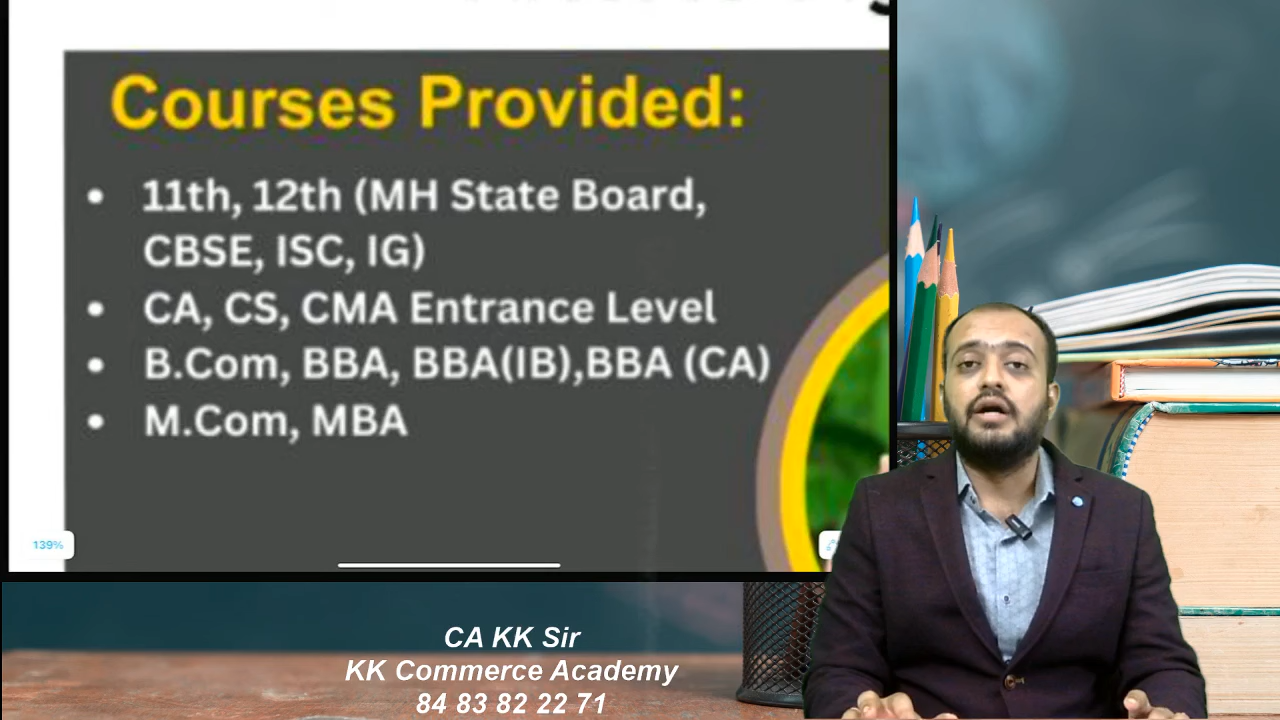 Courses Provided:
• 11th, 12th (MH State Board,
CBSE, ISC, IG)
• CA, CS, CMA Entrance Level
• B.Com, BBA, BBA(IB),BBA (CA)
• M.Com, MBA
139%
CA KK Sir
KK Commerce Academy
84 83 82 22 71